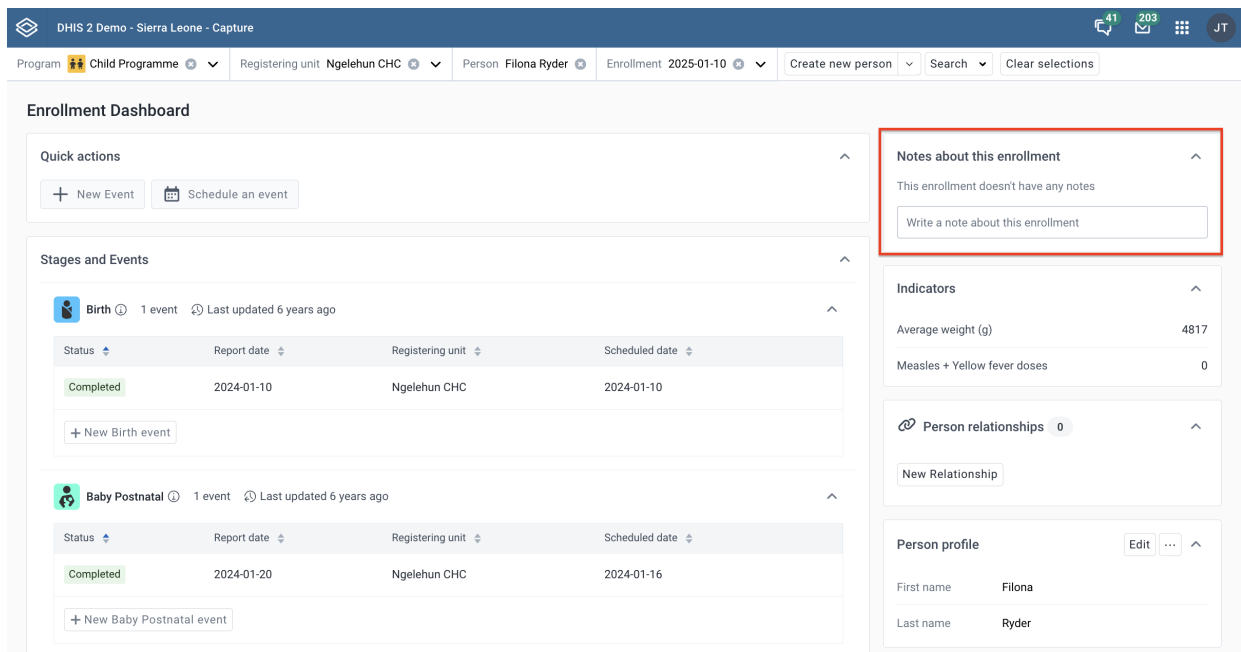 DHIS 2 Demo - Sierra Leone - Capture
41
203
JT
Program Child Programme
Registering unit Ngelehun CHC
Person Filona Ryder
Enrollment 2025-01-10
Create new person
Search
Clear selections
Enrollment Dashboard
Quick actions
New Event
Schedule an event
Stages and Events
Birth 1 event Last updated 6 years ago
Status Report date Registering unit Scheduled date
Completed 2024-01-10 Ngelehun CHC 2024-01-10
New Birth event
Baby Postnatal 1 event Last updated 6 years ago
Status Report date Registering unit Scheduled date
Completed 2024-01-20 Ngelehun CHC 2024-01-16
New Baby Postnatal event
Notes about this enrollment
This enrollment doesn't have any notes
Write a note about this enrollment
Indicators
Average weight (g) 4817
Measles + Yellow fever doses 0
Person relationships 0
New Relationship
Person profile Edit ...
First name Filona
Last name Ryder